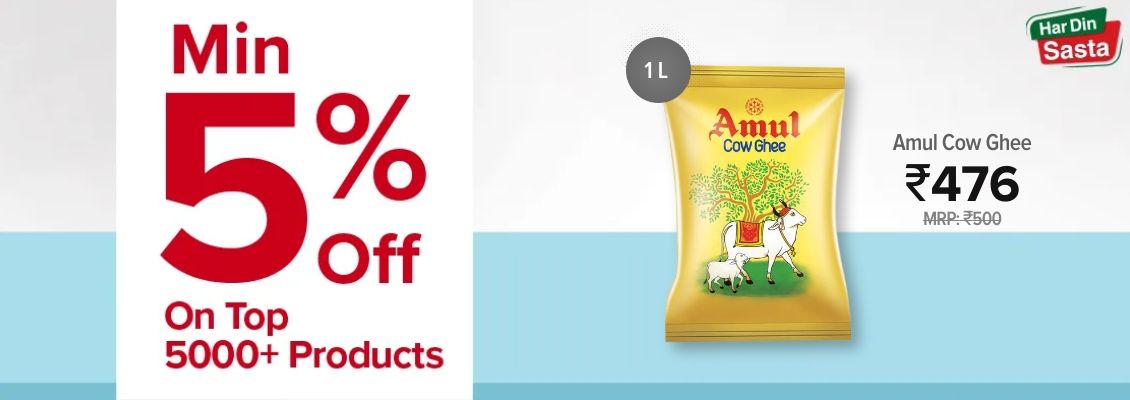 Min
5%
Off
On Top
5000+ Products
1 L
Amul
Cow Ghee
Amul Cow Ghee
₹476
MRP: ₹500
Har Din
Sasta